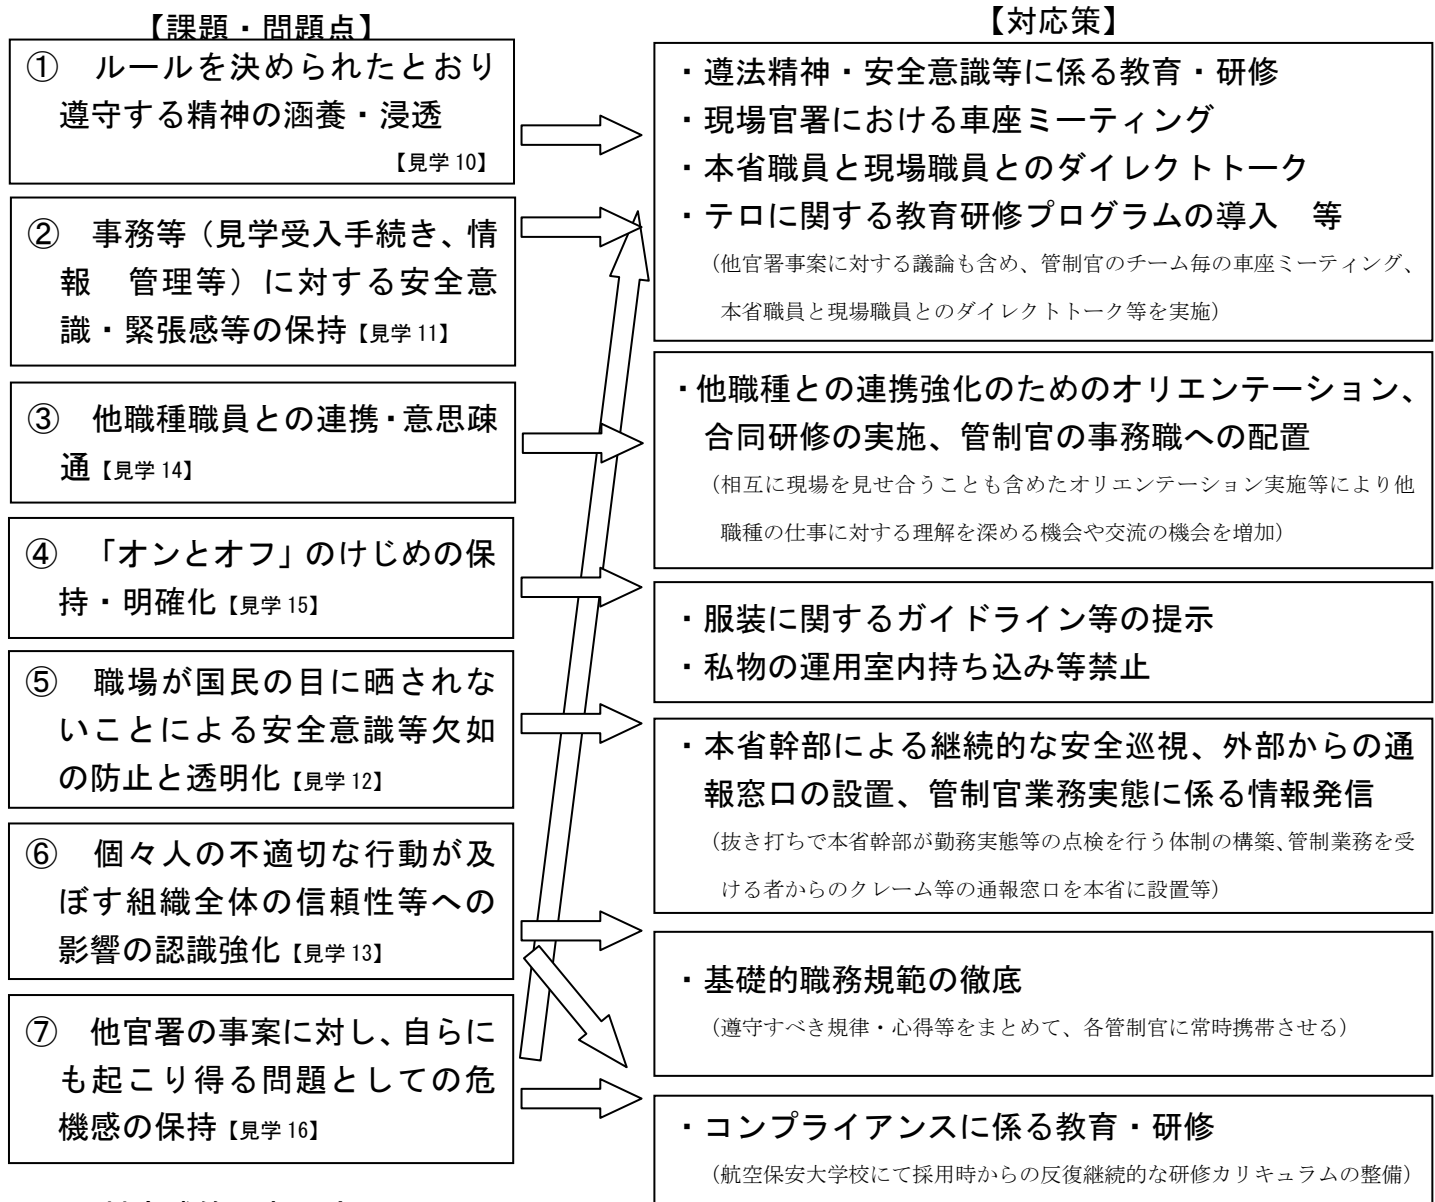 【課題・問題点】
① ルールを決められたとおり
遵守する精神の涵養・浸透
【見学 10】
② 事務等（見学受入手続き、情
報 管理等）に対する安全意
識・緊張感等の保持【見学 11】
③ 他職種職員との連携・意思疎
通【見学 14】
④ 「オンとオフ」のけじめの保
持・明確化【見学 15】
⑤ 職場が国民の目に晒されな
いことによる安全意識等欠如
の防止と透明化【見学 12】
⑥ 個々人の不適切な行動が及
ぼす組織全体の信頼性等への
影響の認識強化【見学 13】
⑦ 他官署の事案に対し、自らに
も起こり得る問題としての危
機感の保持【見学 16】
【対応策】
・遵法精神・安全意識等に係る教育・研修
・現場官署における車座ミーティング
・本省職員と現場職員とのダイレクトトーク
・テロに関する教育研修プログラムの導入 等
（他官署事案に対する議論も含め、管制官のチーム毎の車座ミーティング、
本省職員と現場職員とのダイレクトトーク等を実施）
・他職種との連携強化のためのオリエンテーション、
合同研修の実施、管制官の事務職への配置
（相互に現場を見せ合うことも含めたオリエンテーション実施等により他
職種の仕事に対する理解を深める機会や交流の機会を増加）
・服装に関するガイドライン等の提示
・私物の運用室内持ち込み等禁止
・本省幹部による継続的な安全巡視、外部からの通
報窓口の設置、管制官業務実態に係る情報発信
（抜き打ちで本省幹部が勤務実態等の点検を行う体制の構築、管制業務を受
ける者からのクレーム等の通報窓口を本省に設置等）
・基礎的職務規範の徹底
（遵守すべき規律・心得等をまとめて、各管制官に常時携帯させる）
・コンプライアンスに係る教育・研修
（航空保安大学校にて採用時からの反復継続的な研修カリキュラムの整備）